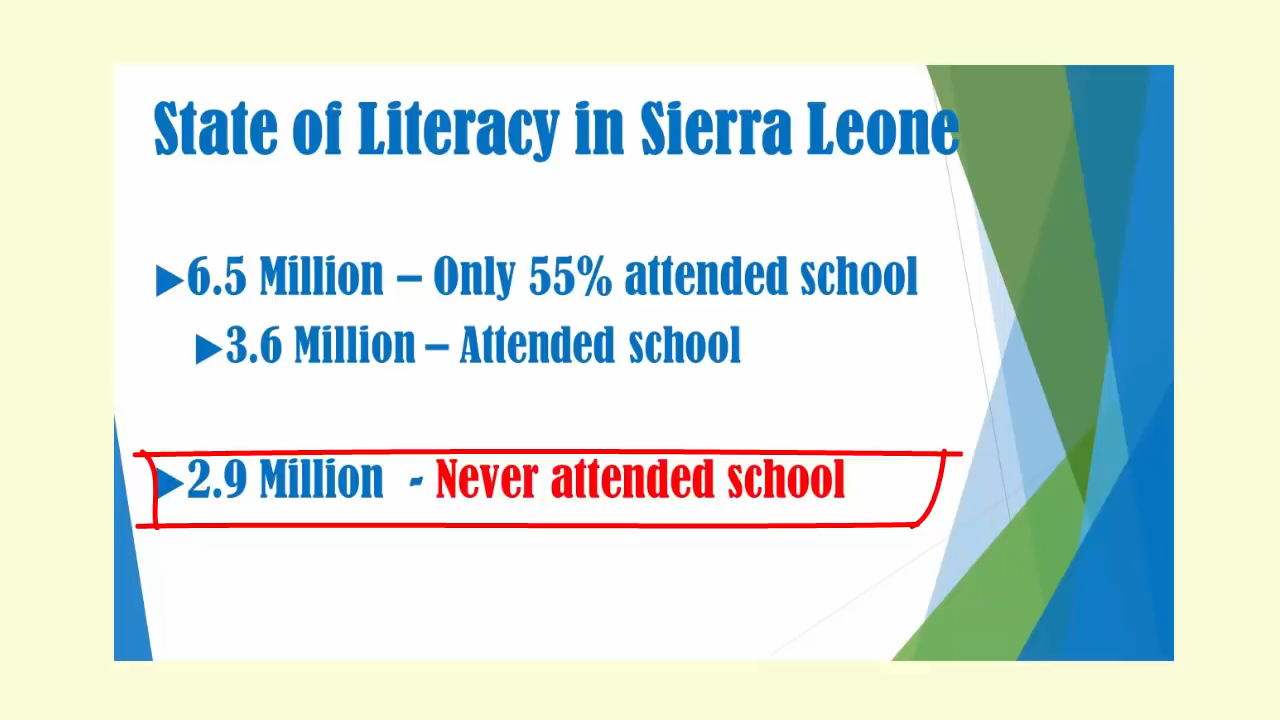 State of Literacy in Sierra Leone
6.5 Million – Only 55% attended school
3.6 Million – Attended school
2.9 Million - Never attended school